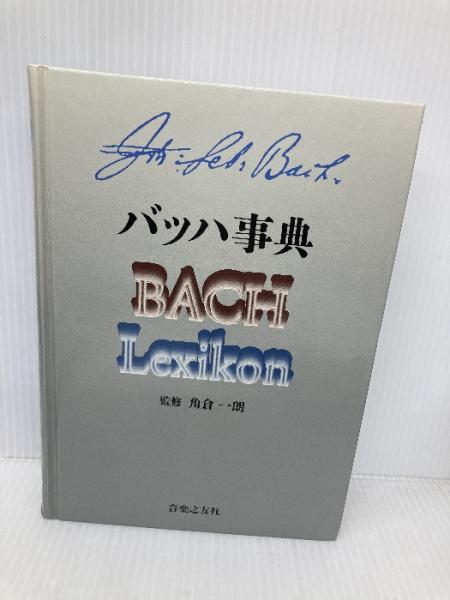 Joh: Seb. Bach.
バッハ事典
BACH
Lexikon
監修 角倉一朗
音楽之友社